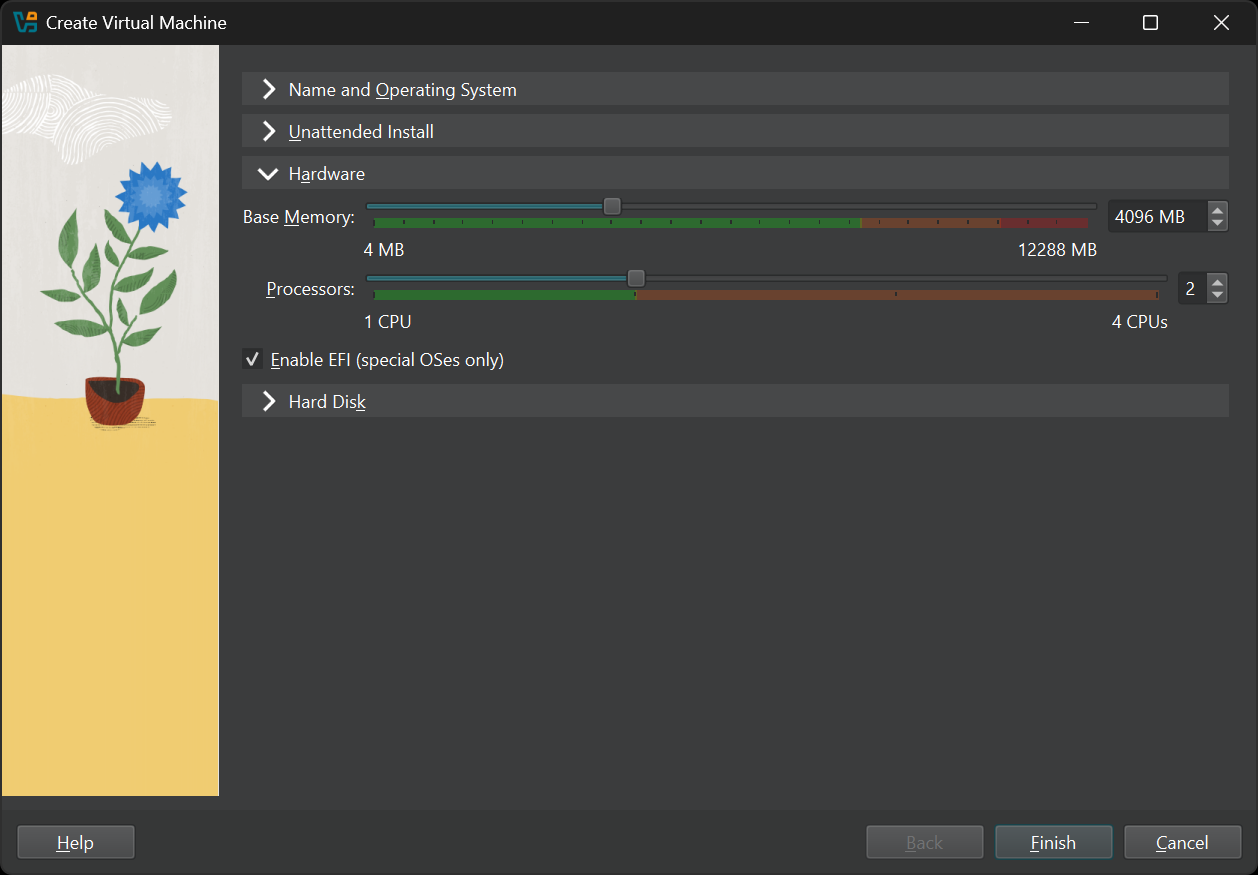 Create Virtual Machine
Name and Operating System
Unattended Install
Hardware
Base Memory: 4096 MB
4 MB 12288 MB
Processors: 2
1 CPU 4 CPUs
Enable EFI (special OSes only)
Hard Disk
Help Back Finish Cancel